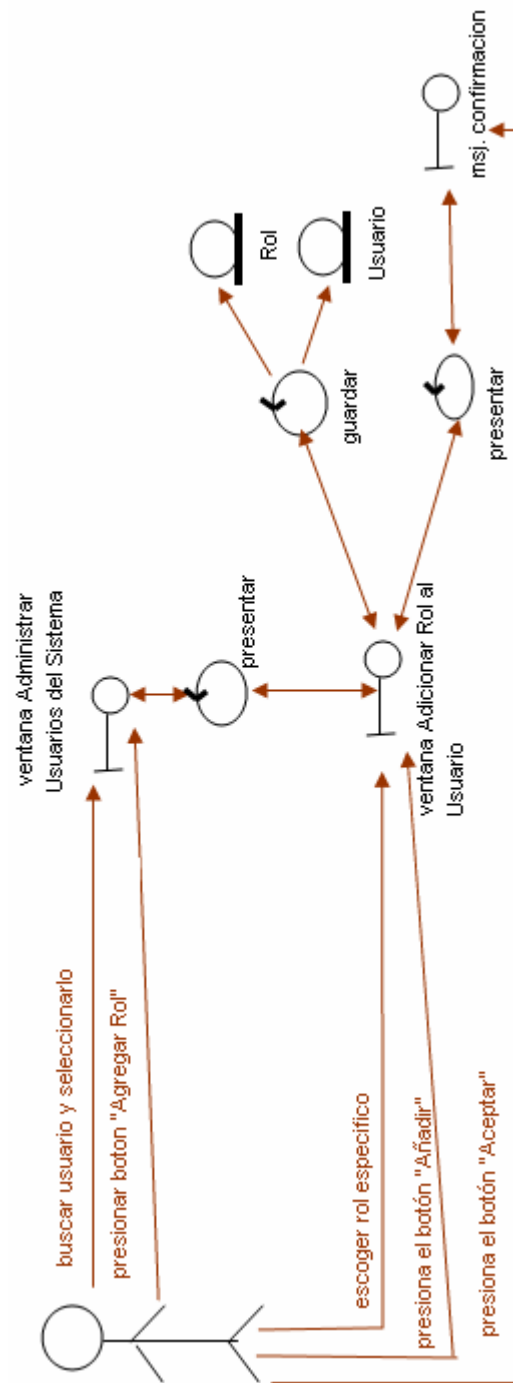 buscar usuario y seleccionarlo
presionar boton "Agregar Rol"
ventana Administrar
Usuarios del Sistema
presentar
escoger rol especifico
presiona el botón "Añadir"
presiona el botón "Aceptar"
ventana Adicionar Rol al
Usuario
guardar
Rol
Usuario
presentar
msj. confirmacion